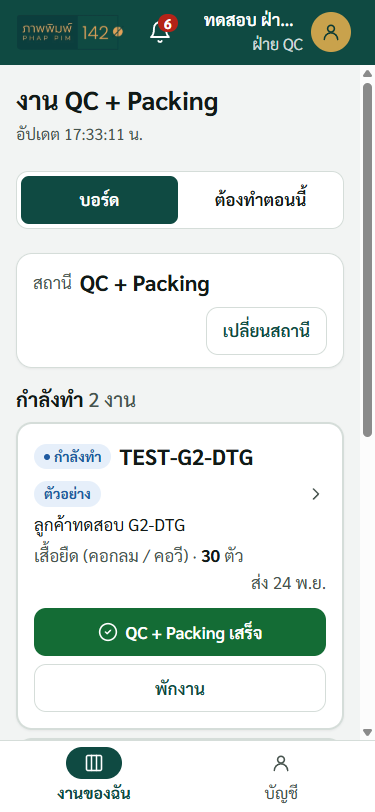 ภาพพิมพ์
PHAP PIM
142
6
ทดสอบ ฝ่า...
ฝ่าย QC
งาน QC + Packing
อัปเดต 17:33:11 น.
บอร์ด
ต้องทำตอนนี้
สถานี QC + Packing
เปลี่ยนสถานี
กำลังทำ 2 งาน
กำลังทำ TEST-G2-DTG
ตัวอย่าง
ลูกค้าทดสอบ G2-DTG
เสื้อยืด (คอกลม / คอวี) · 30 ตัว
ส่ง 24 พ.ย.
QC + Packing เสร็จ
พักงาน
งานของฉัน
บัญชี